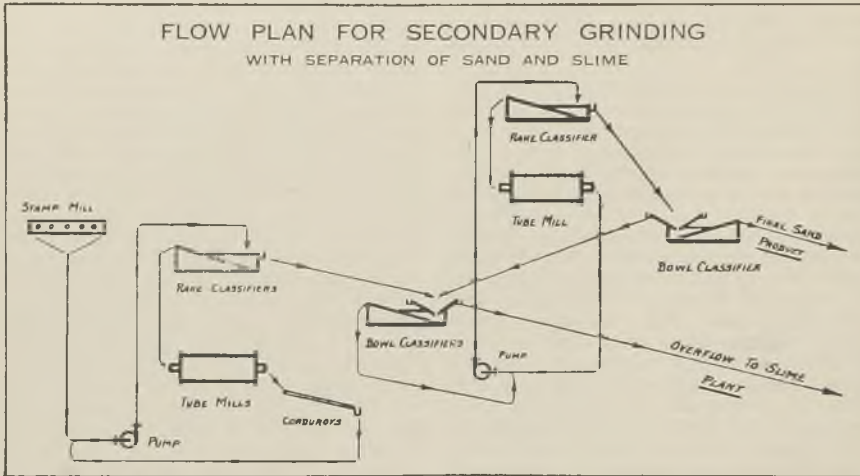 FLOW PLAN FOR SECONDARY GRINDING
WITH SEPARATION OF SAND AND SLIME
RAKE CLASSIFIER
STAMP MILL
TUBE MILL
FINAL SAND
PRODUCT
BOWL CLASSIFIER
RAKE CLASSIFIERS
BOWL CLASSIFIERS
PUMP
OVERFLOW TO SLIME
PLANT
TUBE MILLS
CORDUROYS
PUMP